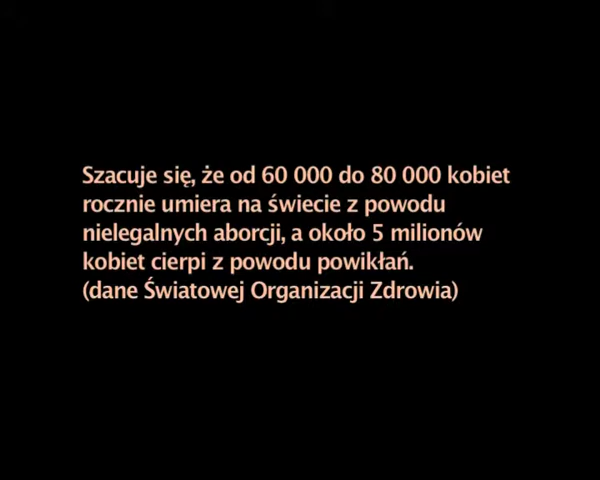 Szacuje się, że od 60 000 do 80 000 kobiet
rocznie umiera na świecie z powodu
nielegalnych aborcji, a około 5 milionów
kobiet cierpi z powodu powikłań.
(dane Światowej Organizacji Zdrowia)